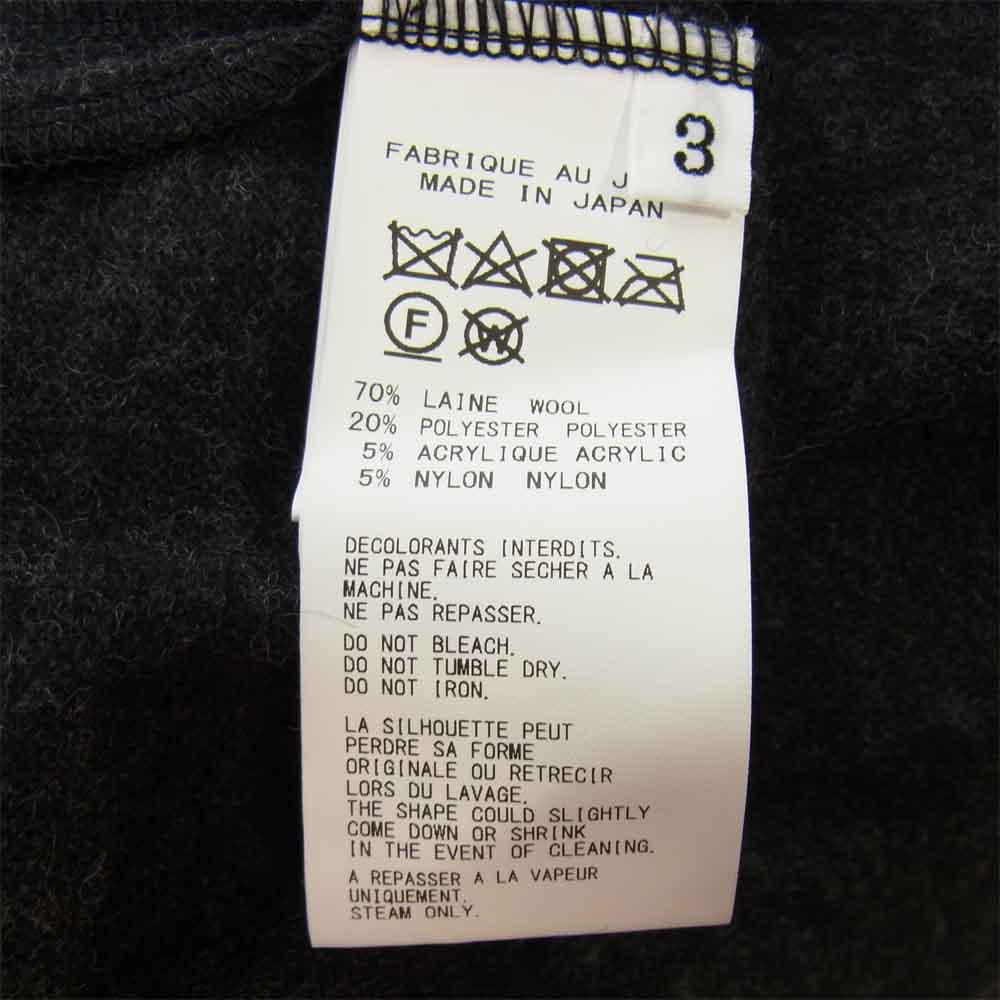 3
FABRIQUE AU J
MADE IN JAPAN
F
W
70% LAINE WOOL
20% POLYESTER POLYESTER
5% ACRYLIQUE ACRYLIC
5% NYLON NYLON
DECOLORANTS INTERDITS.
NE PAS FAIRE SECHER A LA
MACHINE.
NE PAS REPASSER.
DO NOT BLEACH.
DO NOT TUMBLE DRY.
DO NOT IRON.
LA SILHOUETTE PEUT
PERDRE SA FORME
ORIGINALE OU RETRECIR
LORS DU LAVAGE.
THE SHAPE COULD SLIGHTLY
COME DOWN OR SHRINK
IN THE EVENT OF CLEANING.
A REPASSER A LA VAPEUR
UNIQUEMENT.
STEAM ONLY.